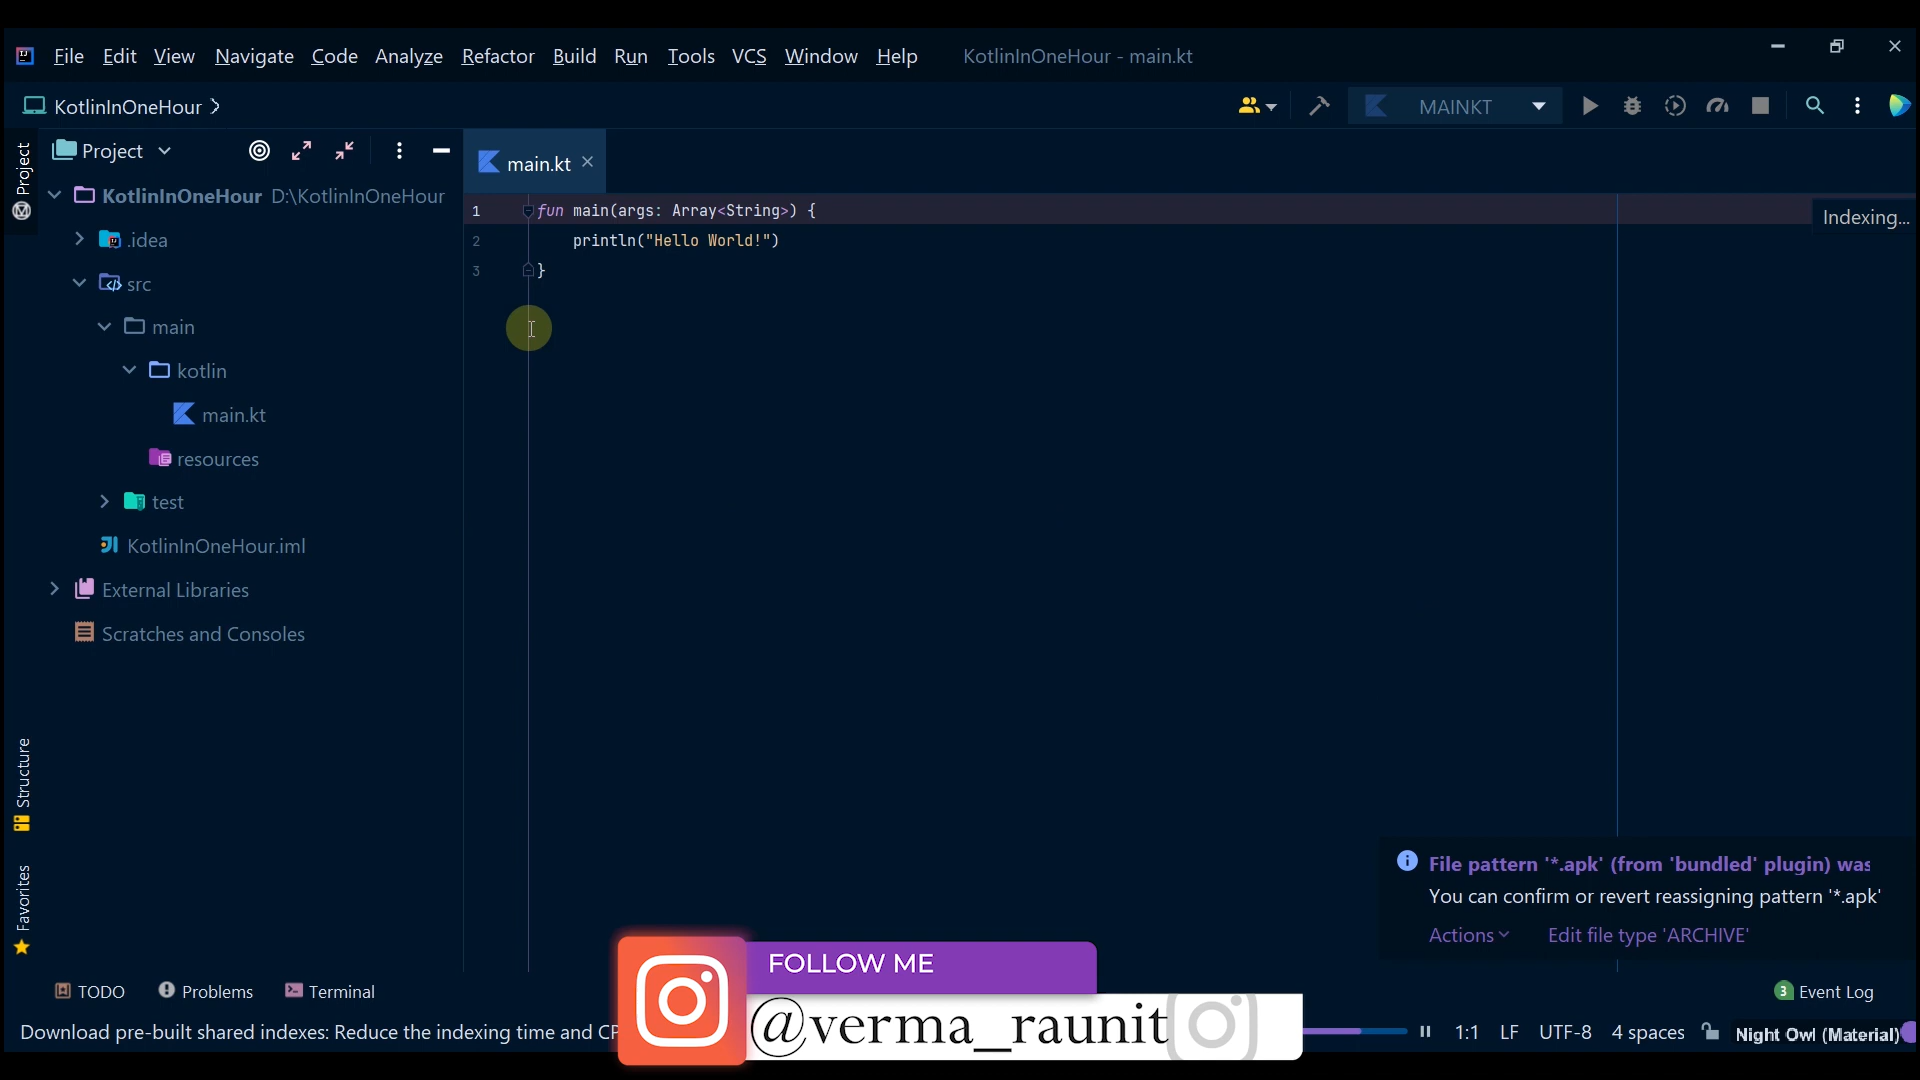 File Edit View Navigate Code Analyze Refactor Build Run Tools VCS Window Help KotlinInOneHour - main.kt
KotlinInOneHour
MAINKT
Project
Project
main.kt
KotlinInOneHour D:\KotlinInOneHour
.idea
src
main
kotlin
main.kt
resources
test
KotlinInOneHour.iml
External Libraries
Scratches and Consoles
1 fun main(args: Array<String>) {
2 println("Hello World!")
3 }
Indexing...
Structure
Favorites
File pattern '*.apk' (from 'bundled' plugin) was
You can confirm or revert reassigning pattern '*.apk'
Actions Edit file type 'ARCHIVE'
FOLLOW ME
@verma_raunit
TODO Problems Terminal
3 Event Log
Download pre-built shared indexes: Reduce the indexing time and CP
1:1 LF UTF-8 4 spaces Night Owl (Material)